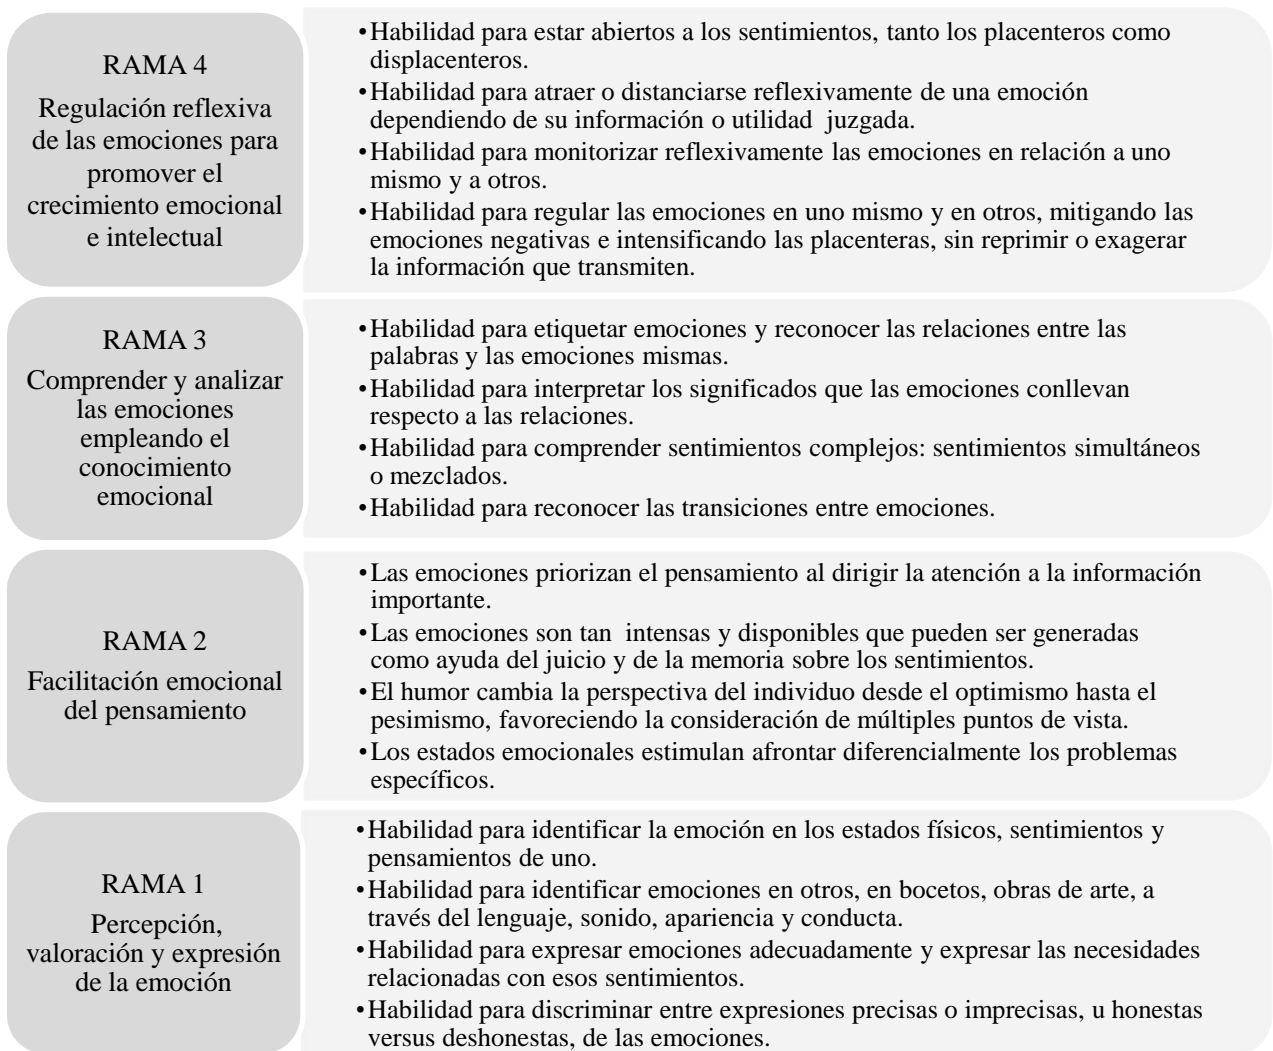 RAMA 4
Regulación reflexiva
de las emociones para
promover el
crecimiento emocional
e intelectual
•Habilidad para estar abiertos a los sentimientos, tanto los placenteros como
displacenteros.
•Habilidad para atraer o distanciarse reflexivamente de una emoción
dependiendo de su información o utilidad  juzgada.
•Habilidad para monitorizar reflexivamente las emociones en relación a uno
mismo y a otros.
•Habilidad para regular las emociones en uno mismo y en otros, mitigando las
emociones negativas e intensificando las placenteras, sin reprimir o exagerar
la información que transmiten.
RAMA 3
Comprender y analizar
las emociones
empleando el
conocimiento
emocional
•Habilidad para etiquetar emociones y reconocer las relaciones entre las
palabras y las emociones mismas.
•Habilidad para interpretar los significados que las emociones conllevan
respecto a las relaciones.
•Habilidad para comprender sentimientos complejos: sentimientos simultáneos
o mezclados.
•Habilidad para reconocer las transiciones entre emociones.
RAMA 2
Facilitación emocional
del pensamiento
•Las emociones priorizan el pensamiento al dirigir la atención a la información
importante.
•Las emociones son tan  intensas y disponibles que pueden ser generadas
como ayuda del juicio y de la memoria sobre los sentimientos.
•El humor cambia la perspectiva del individuo desde el optimismo hasta el
pesimismo, favoreciendo la consideración de múltiples puntos de vista.
•Los estados emocionales estimulan afrontar diferencialmente los problemas
específicos.
RAMA 1
Percepción,
valoración y expresión
de la emoción
•Habilidad para identificar la emoción en los estados físicos, sentimientos y
pensamientos de uno.
•Habilidad para identificar emociones en otros, en bocetos, obras de arte, a
través del lenguaje, sonido, apariencia y conducta.
•Habilidad para expresar emociones adecuadamente y expresar las necesidades
relacionadas con esos sentimientos.
•Habilidad para discriminar entre expresiones precisas o imprecisas, u honestas
versus deshonestas, de las emociones.